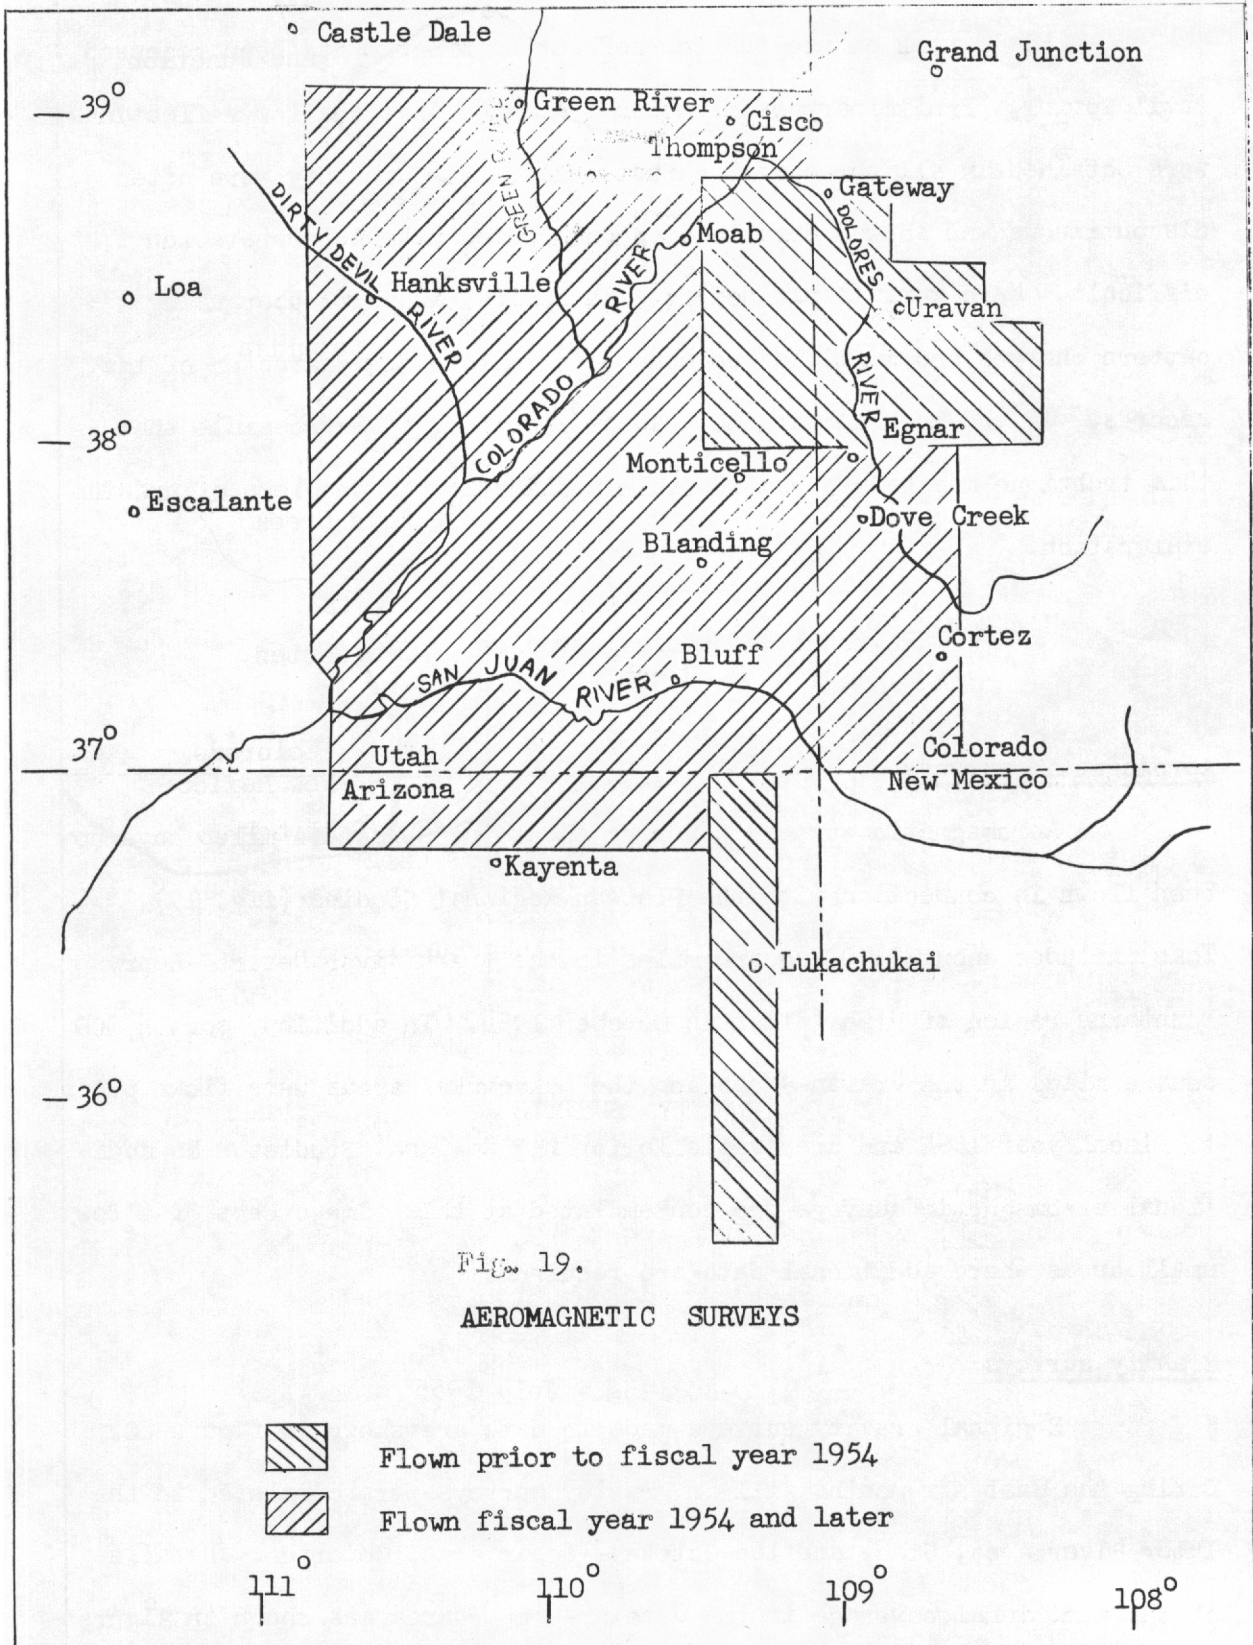 Castle Dale
Grand Junction
39°
Green River
Cisco
Thompson
GREEN RIVER
Gateway
DIRTY DEVIL RIVER
DOLORES RIVER
Moab
Loa
Hanksville
RIVER
Uravan
COLORADO
38°
Egnar
Monticello
Escalante
Dove Creek
Blanding
Cortez
Bluff
SAN JUAN RIVER
37°
Utah
Colorado
Arizona
New Mexico
Kayenta
Lukachukai
36°
Fig. 19.
AEROMAGNETIC SURVEYS
Flown prior to fiscal year 1954
Flown fiscal year 1954 and later
111° 110° 109° 108°